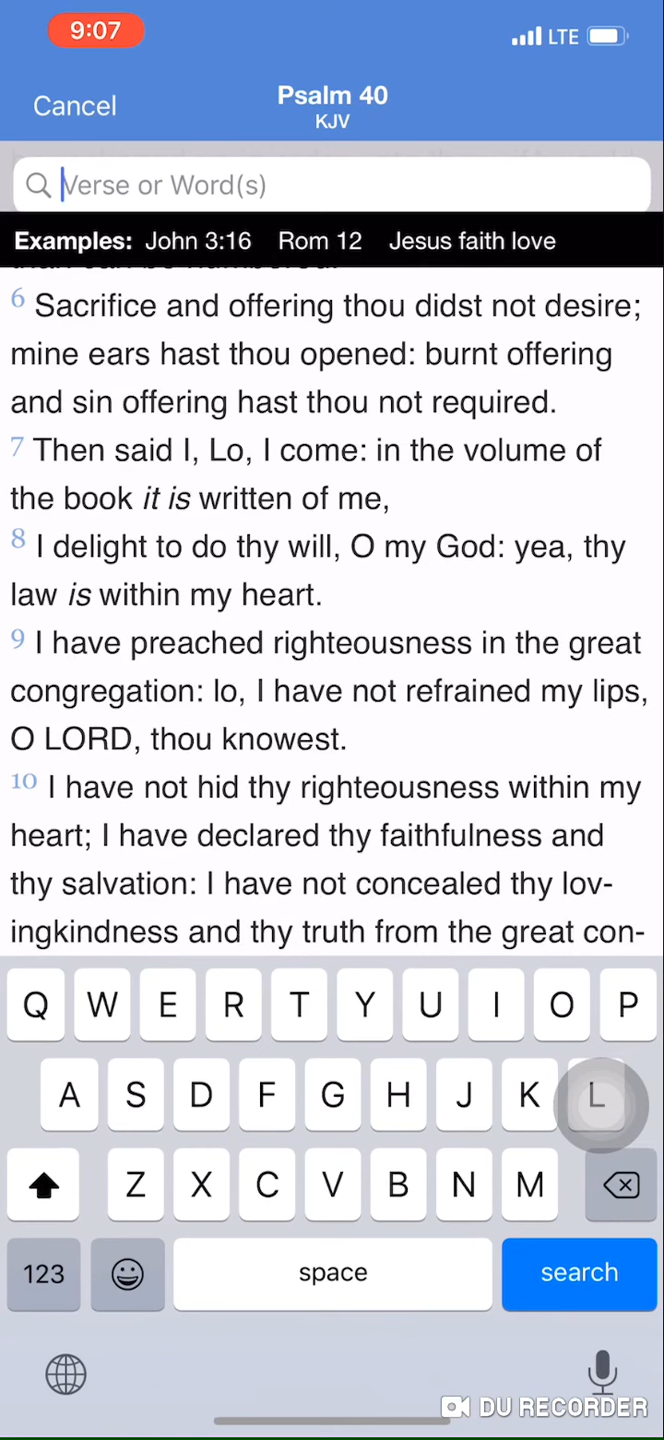 9:07
LTE
Cancel
Psalm 40
KJV
Verse or Word(s)
Examples: John 3:16 Rom 12 Jesus faith love
6 Sacrifice and offering thou didst not desire;
mine ears hast thou opened: burnt offering
and sin offering hast thou not required.
7 Then said I, Lo, I come: in the volume of
the book it is written of me,
8 I delight to do thy will, O my God: yea, thy
law is within my heart.
9 I have preached righteousness in the great
congregation: lo, I have not refrained my lips,
O LORD, thou knowest.
10 I have not hid thy righteousness within my
heart; I have declared thy faithfulness and
thy salvation: I have not concealed thy lov-
ingkindness and thy truth from the great con-
Q W E R T Y U I O P
A S D F G H J K L
Z X C V B N M
123 space search
DU RECORDER